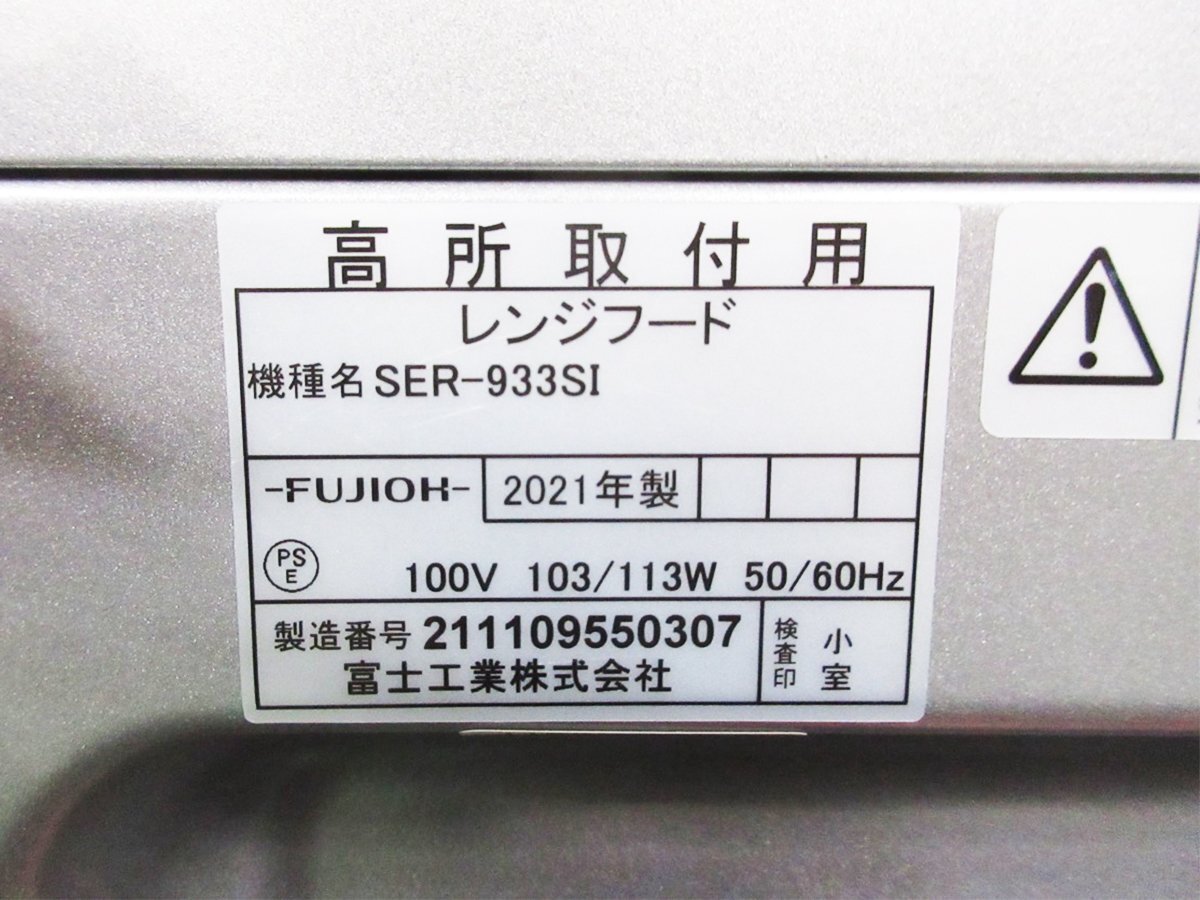 高所取付用
レンジフード
機種名 SER-933SI
-FUJIOH- 2021年製
PS
E
100V 103/113W 50/60Hz
製造番号 211109550307
富士工業株式会社
検査印
小室